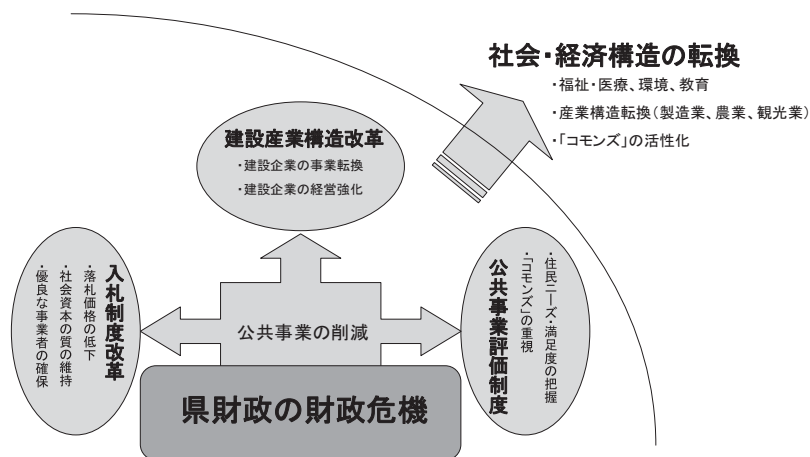 社会・経済構造の転換
・福祉・医療、環境、教育
・産業構造転換（製造業、農業、観光業）
・「コモンズ」の活性化
建設産業構造改革
・建設企業の事業転換
・建設企業の経営強化
入札制度改革
・落札価格の低下
・社会資本の質の維持
・優良な事業者の確保
公共事業の削減
・住民ニーズ・満足度の把握
・「コモンズ」の重視
公共事業評価制度
県財政の財政危機